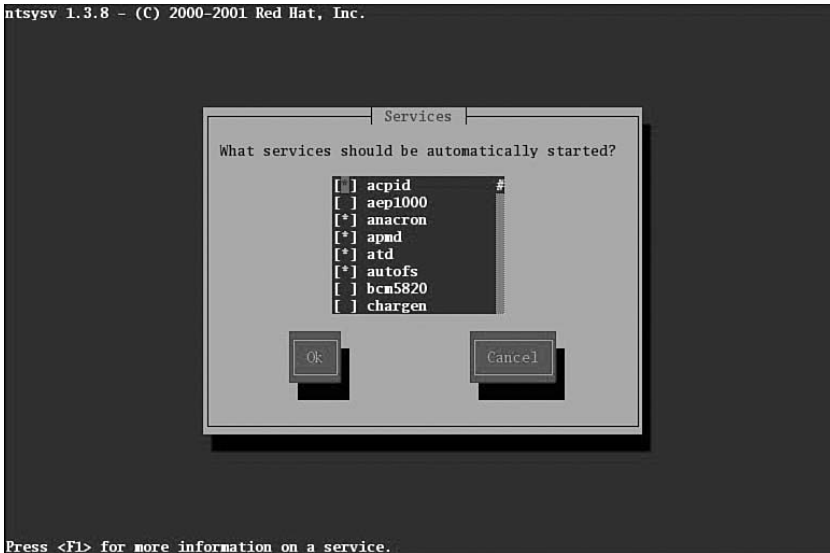 ntsysv 1.3.8 - (C) 2000-2001 Red Hat, Inc.
Services
What services should be automatically started?
[*] acpid #
[ ] aep1000
[*] anacron
[*] apmd
[*] atd
[*] autofs
[ ] bcm5820
[ ] chargen
Ok Cancel
Press <F1> for more information on a service.